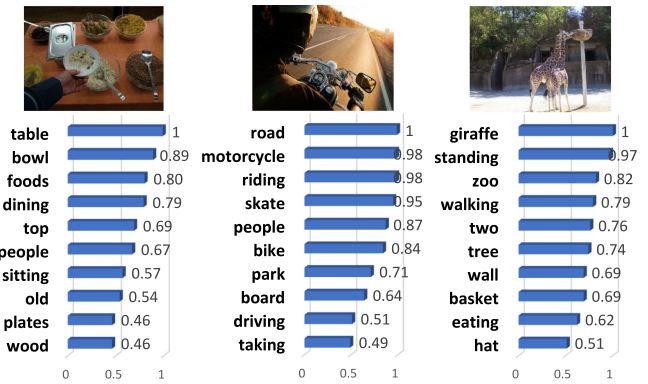 table 1
bowl 0.89
foods 0.80
dining 0.79
top 0.69
people 0.67
sitting 0.57
old 0.54
plates 0.46
wood 0.46
0 0.5 1
road 1
motorcycle 0.98
riding 0.98
skate 0.95
people 0.87
bike 0.84
park 0.71
board 0.64
driving 0.51
taking 0.49
0 0.5 1
giraffe 1
standing 0.97
zoo 0.82
walking 0.79
two 0.76
tree 0.74
wall 0.69
basket 0.69
eating 0.62
hat 0.51
0 0.5 1